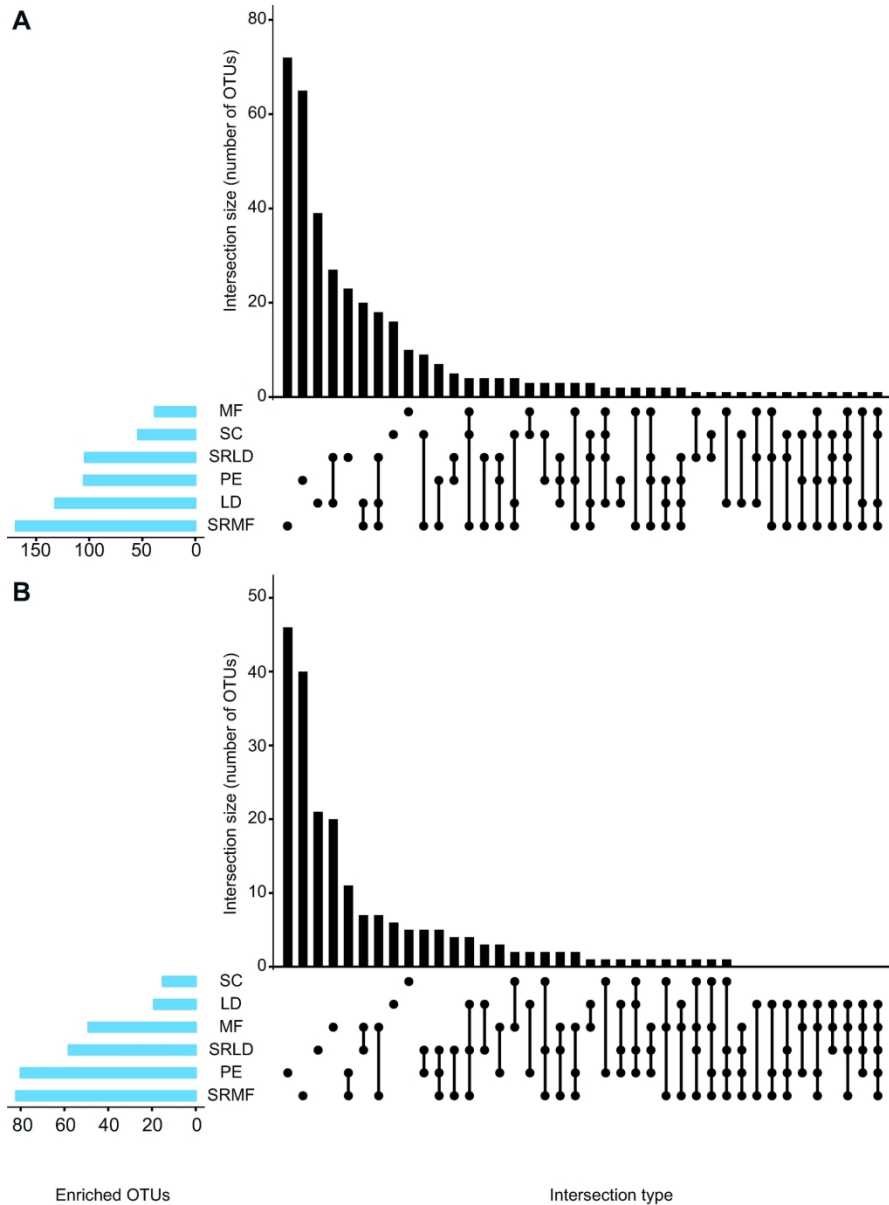 A
Intersection size (number of OTUs)
80
60
40
20
0
MF
SC
SRLD
PE
LD
SRMF
150 100 50 0
B
Intersection size (number of OTUs)
50
40
30
20
10
0
SC
LD
MF
SRLD
PE
SRMF
80 60 40 20 0
Enriched OTUs Intersection type